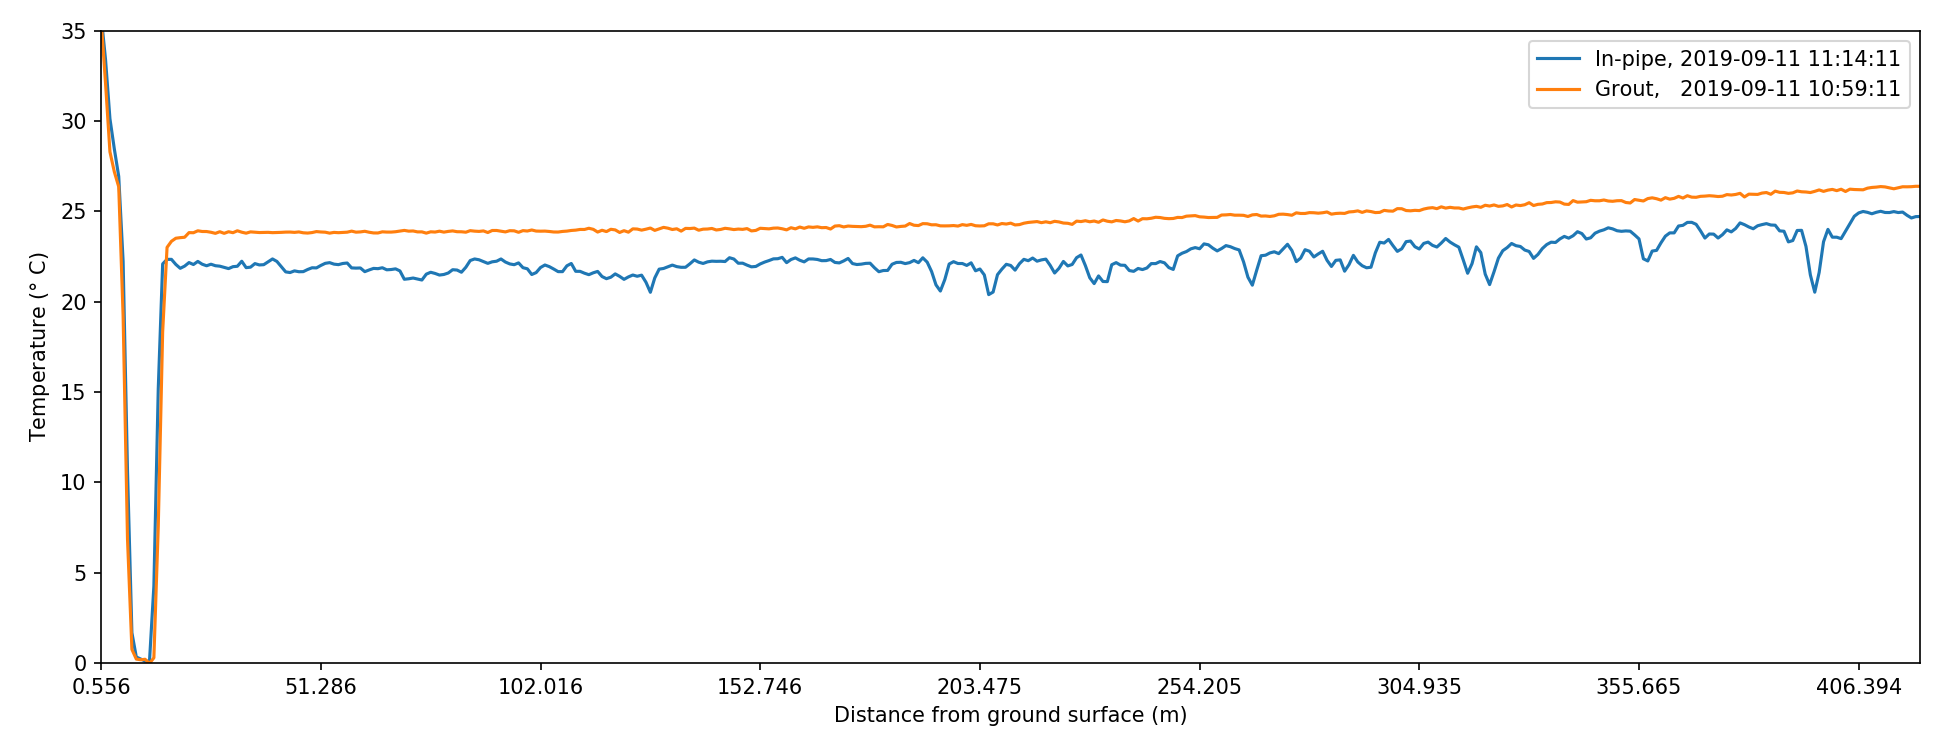 In-pipe, 2019-09-11 11:14:11
Grout, 2019-09-11 10:59:11
Temperature (° C)
35
30
25
20
15
10
5
0
0.556 51.286 102.016 152.746 203.475 254.205 304.935 355.665 406.394
Distance from ground surface (m)